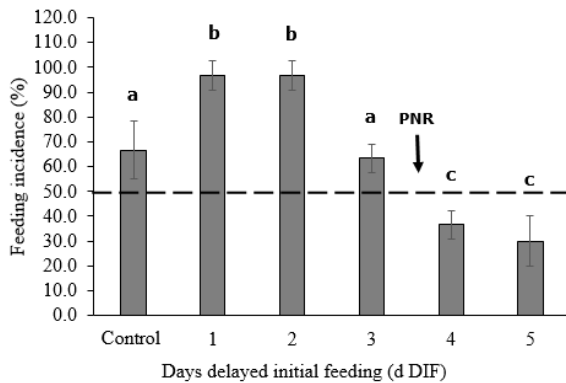 120.0
110.0
100.0
90.0
80.0
70.0
60.0
50.0
40.0
30.0
20.0
10.0
0.0
Feeding incidence (%)
a
b
b
a
PNR
c
c
Control 1 2 3 4 5
Days delayed initial feeding (d DIF)